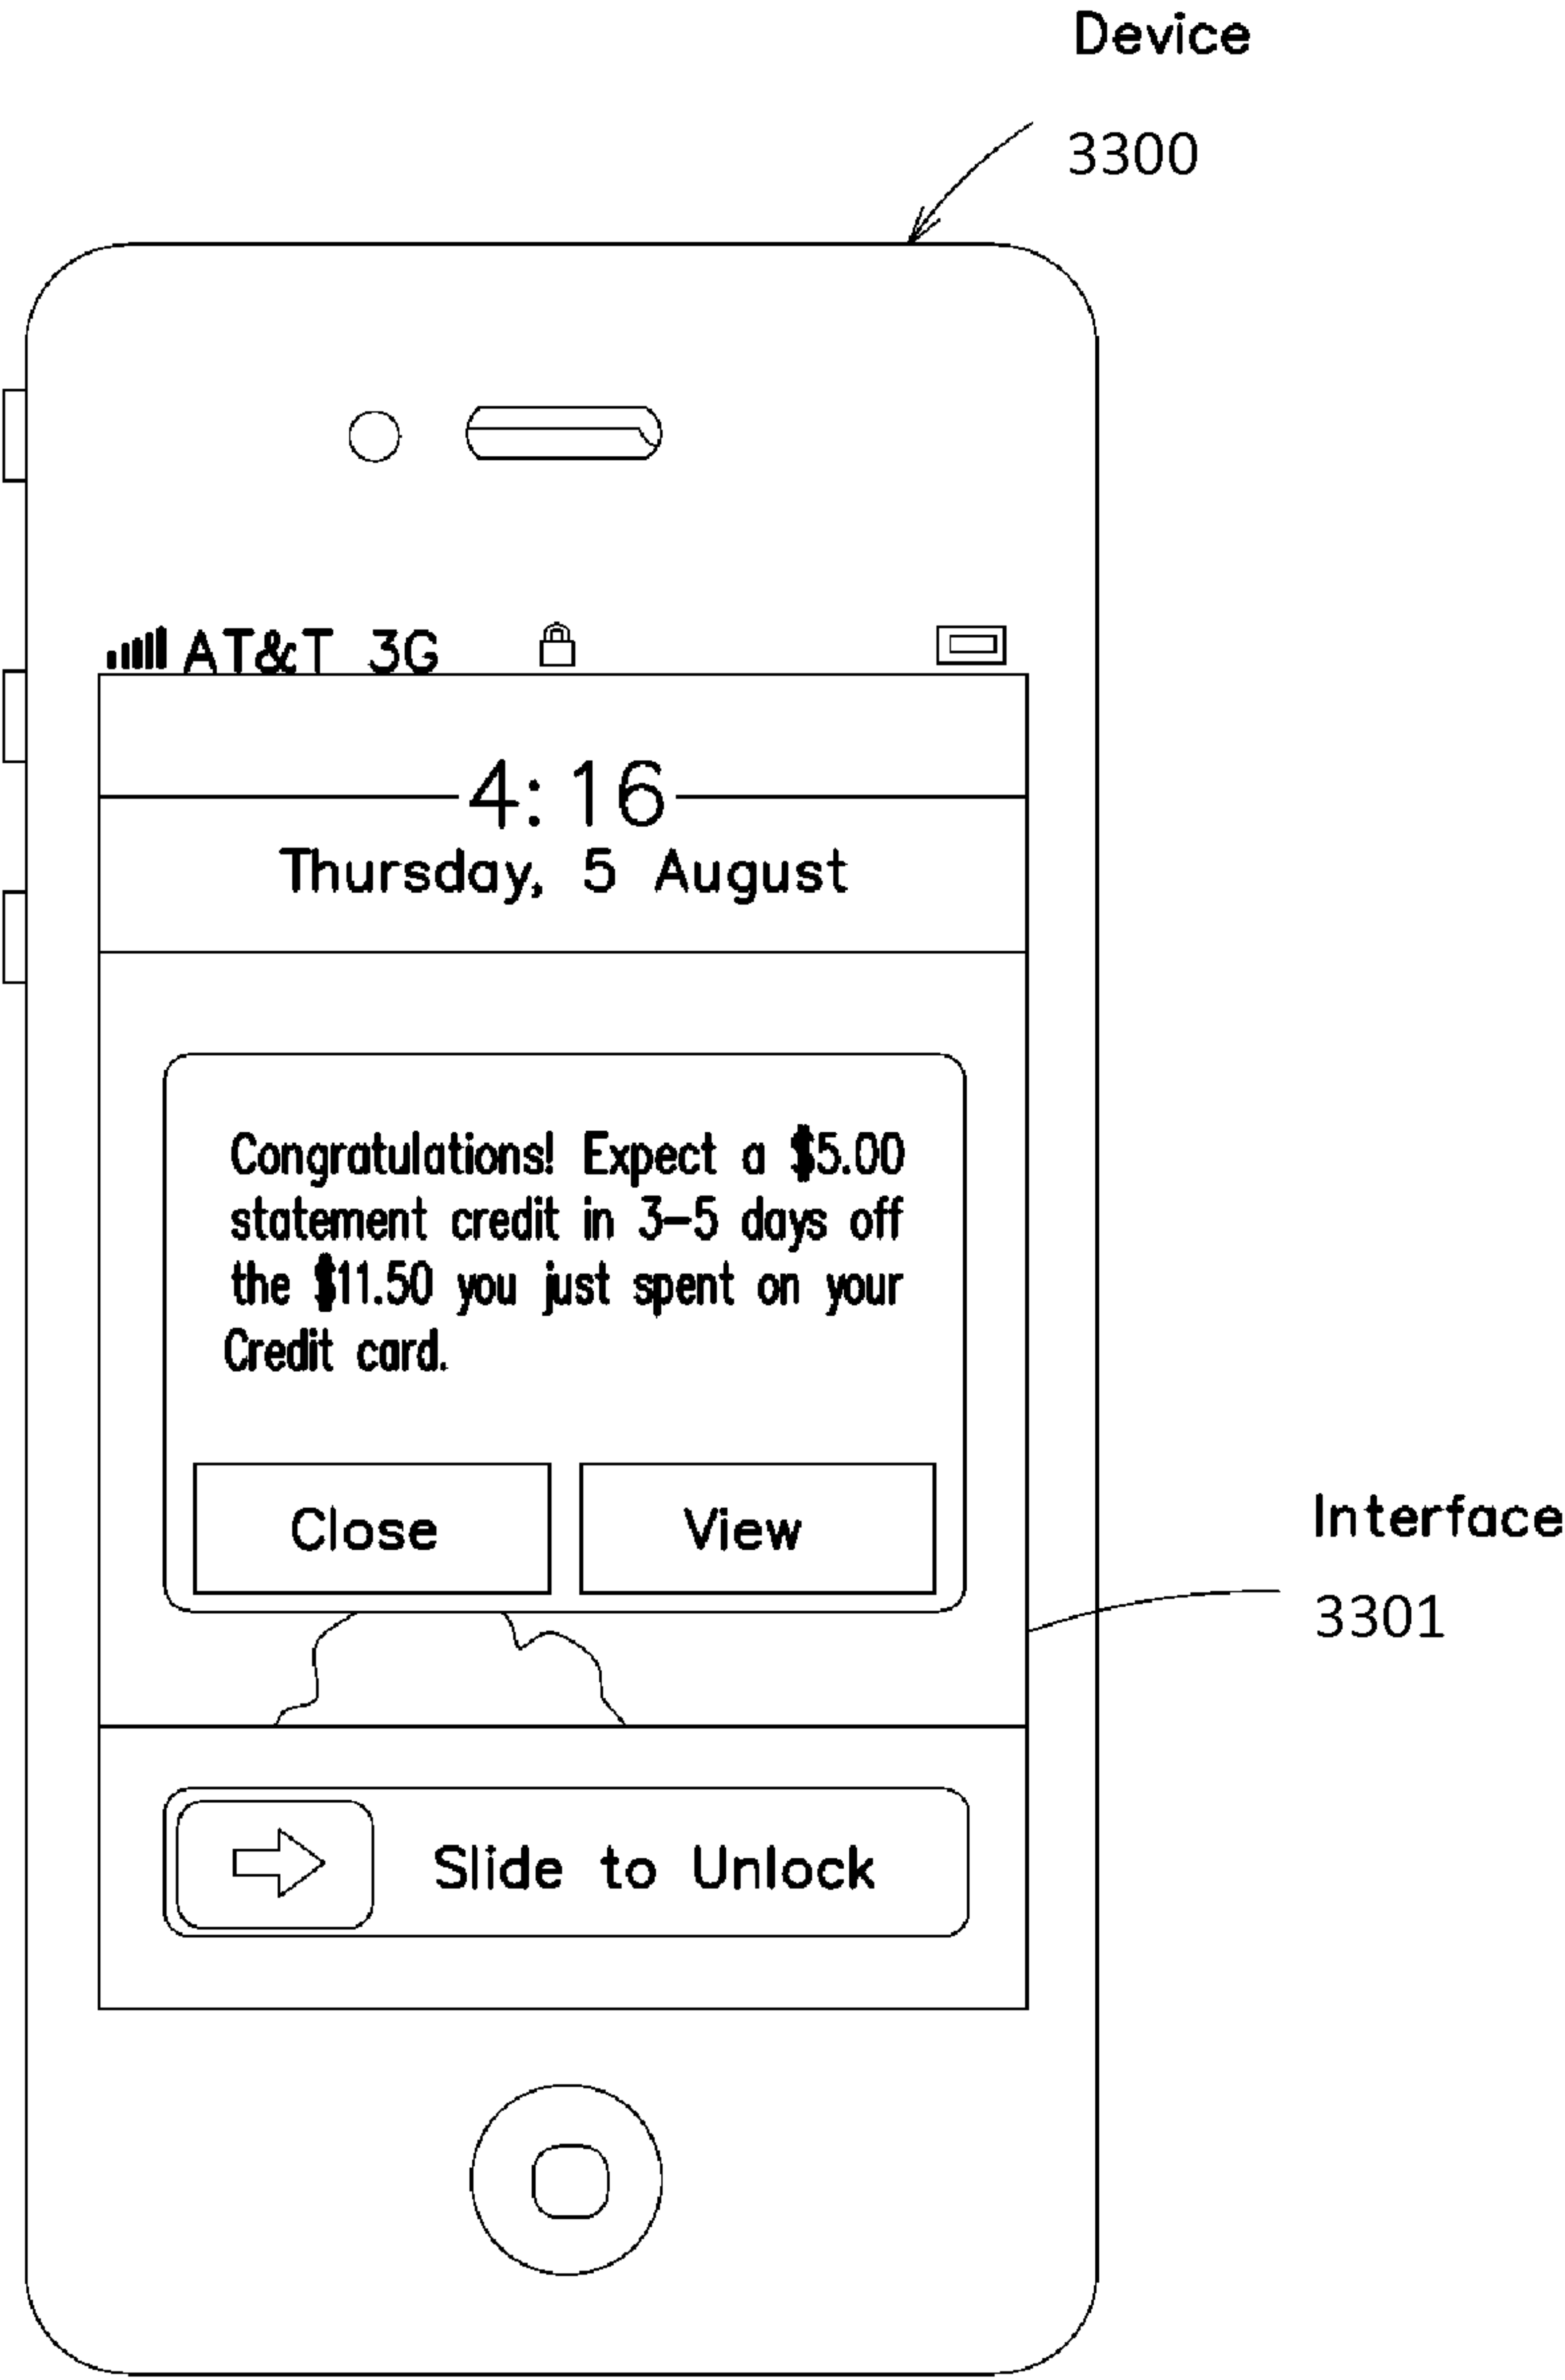 Device
3300
AT&T 3G
4:16
Thursday, 5 August
Congratulations! Expect a $5.00
statement credit in 3-5 days off
the $11.50 you just spent on your
Credit card.
Close View
Interface
3301
Slide to Unlock